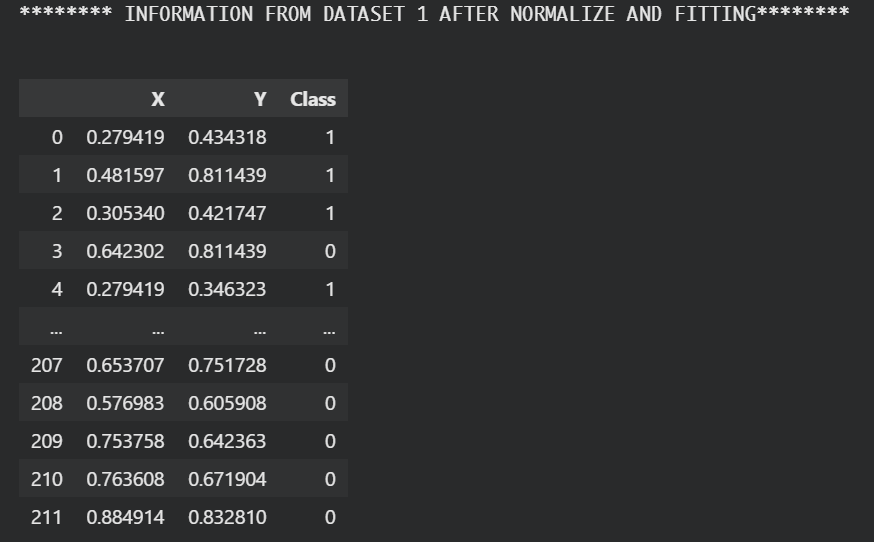 ******** INFORMATION FROM DATASET 1 AFTER NORMALIZE AND FITTING********
X Y Class
0 0.279419 0.434318 1
1 0.481597 0.811439 1
2 0.305340 0.421747 1
3 0.642302 0.811439 0
4 0.279419 0.346323 1
... ... ... ...
207 0.653707 0.751728 0
208 0.576983 0.605908 0
209 0.753758 0.642363 0
210 0.763608 0.671904 0
211 0.884914 0.832810 0